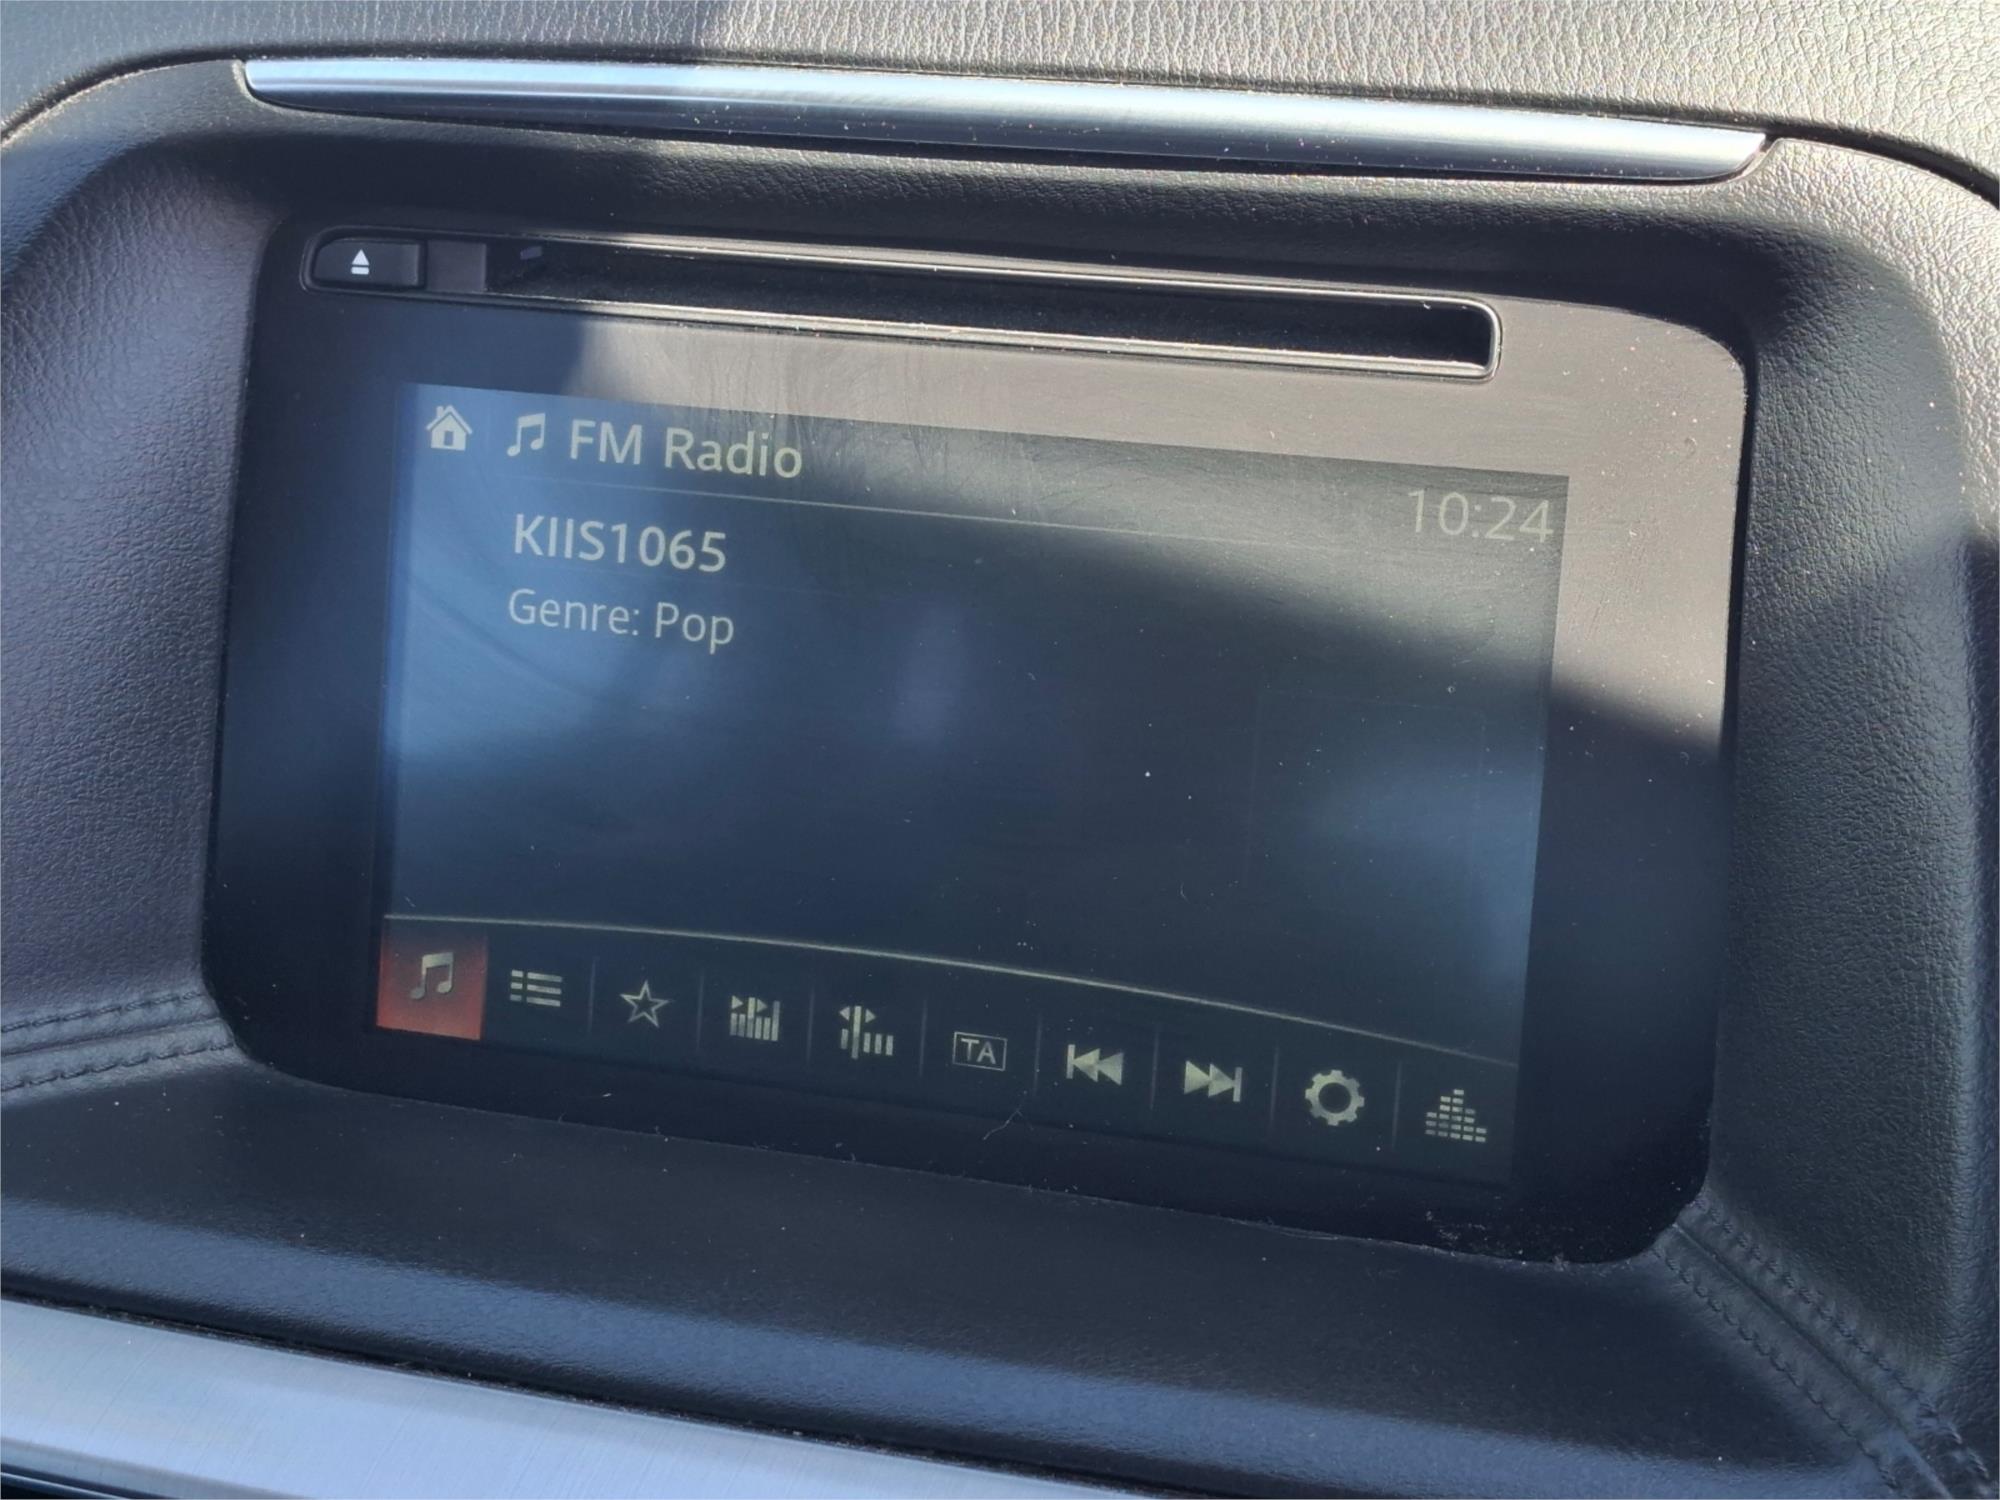 FM Radio
10:24
KIIS1065
Genre: Pop
TA